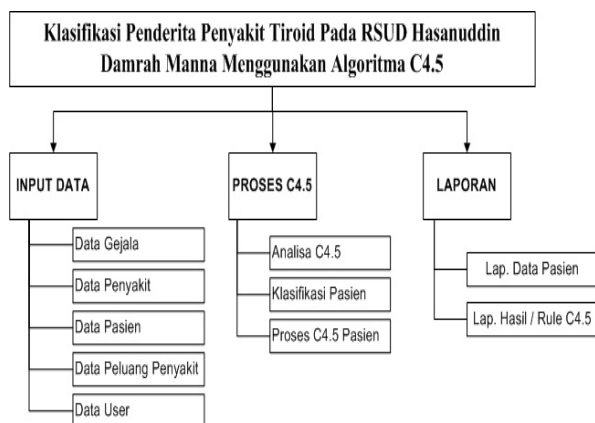 Klasifikasi Penderita Penyakit Tiroid Pada RSUD Hasanuddin
Damrah Manna Menggunakan Algoritma C4.5
INPUT DATA
Data Gejala
Data Penyakit
Data Pasien
Data Peluang Penyakit
Data User
PROSES C4.5
Analisa C4.5
Klasifikasi Pasien
Proses C4.5 Pasien
LAPORAN
Lap. Data Pasien
Lap. Hasil / Rule C4.5